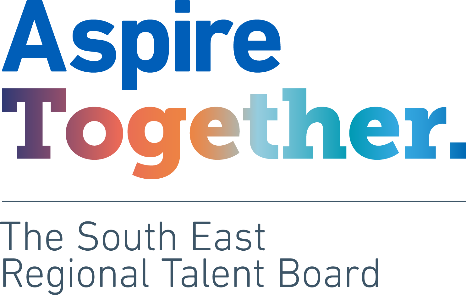 Aspire
Together.
The South East
Regional Talent Board